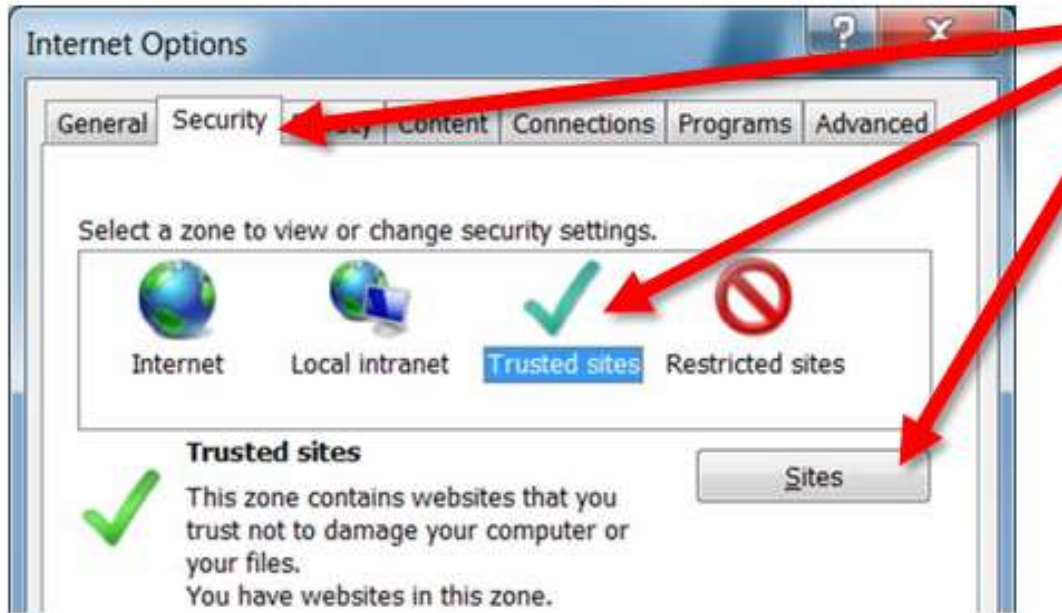 Internet Options
?
General Security Content Connections Programs Advanced
Select a zone to view or change security settings.
Internet Local intranet Trusted sites Restricted sites
Trusted sites
This zone contains websites that you
trust not to damage your computer or
your files.
You have websites in this zone.
Sites